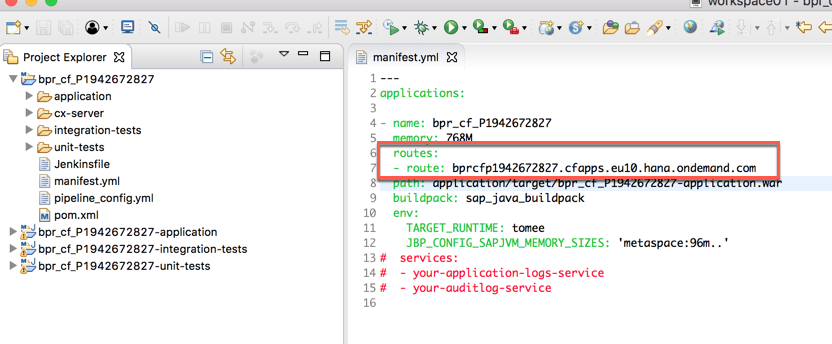 workspace01 - bpr_cf
Project Explorer
bpr_cf_P1942672827
application
cx-server
integration-tests
unit-tests
Jenkinsfile
manifest.yml
pipeline_config.yml
pom.xml
bpr_cf_P1942672827-application
bpr_cf_P1942672827-integration-tests
bpr_cf_P1942672827-unit-tests
manifest.yml
1 ---
2 applications:
3
4 - name: bpr_cf_P1942672827
5 memory: 768M
6 routes:
7 - route: bprcfp1942672827.cfapps.eu10.hana.ondemand.com
8 path: application/target/bpr_cf_P1942672827-application.war
9 buildpack: sap_java_buildpack
10 env:
11 TARGET_RUNTIME: tomee
12 JBP_CONFIG_SAPJVM_MEMORY_SIZES: 'metaspace:96m..'
13 # services:
14 # - your-application-logs-service
15 # - your-auditlog-service
16